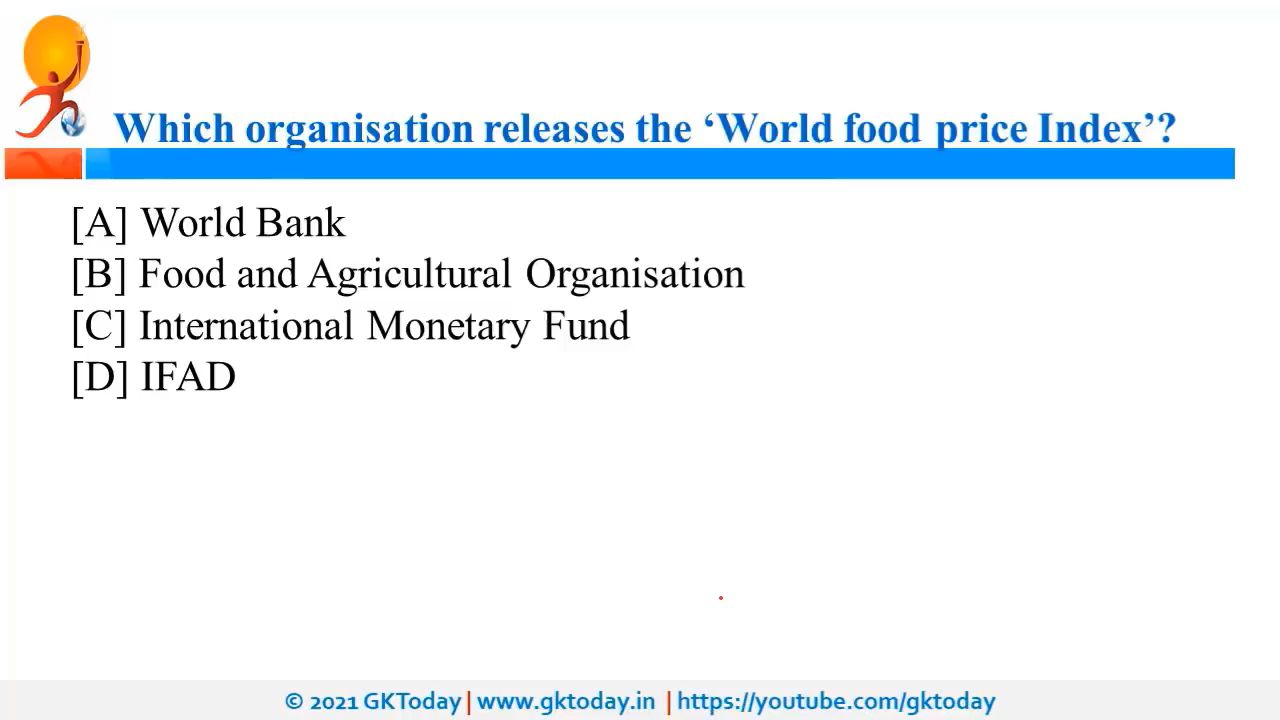 Which organisation releases the ‘World food price Index’?
[A] World Bank
[B] Food and Agricultural Organisation
[C] International Monetary Fund
[D] IFAD
© 2021 GKToday | www.gktoday.in | https://youtube.com/gktoday